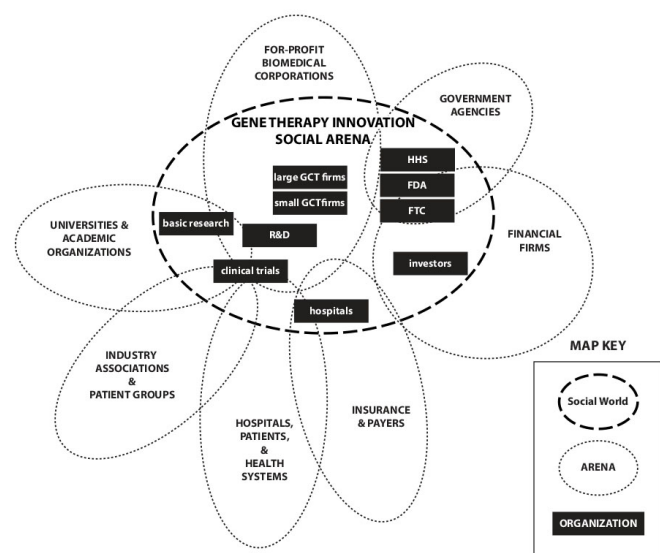 FOR-PROFIT
BIOMEDICAL
CORPORATIONS
GOVERNMENT
AGENCIES
GENE THERAPY INNOVATION
SOCIAL ARENA
HHS
FDA
FTC
large GCT firms
small GCTfirms
basic research
R&D
UNIVERSITIES &
ACADEMIC
ORGANIZATIONS
FINANCIAL
FIRMS
clinical trials
investors
hospitals
INDUSTRY
ASSOCIATIONS
&
PATIENT GROUPS
HOSPITALS,
PATIENTS,
&
HEALTH
SYSTEMS
INSURANCE
& PAYERS
MAP KEY
Social World
ARENA
ORGANIZATION